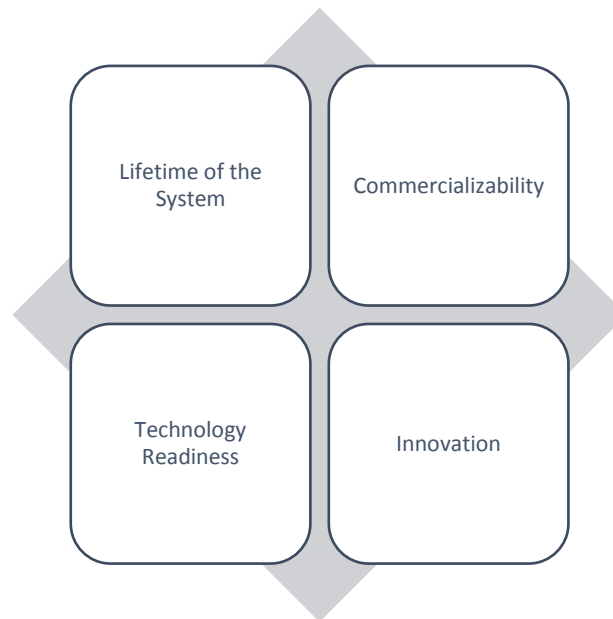 Lifetime of the
System
Commercializability
Technology
Readiness
Innovation